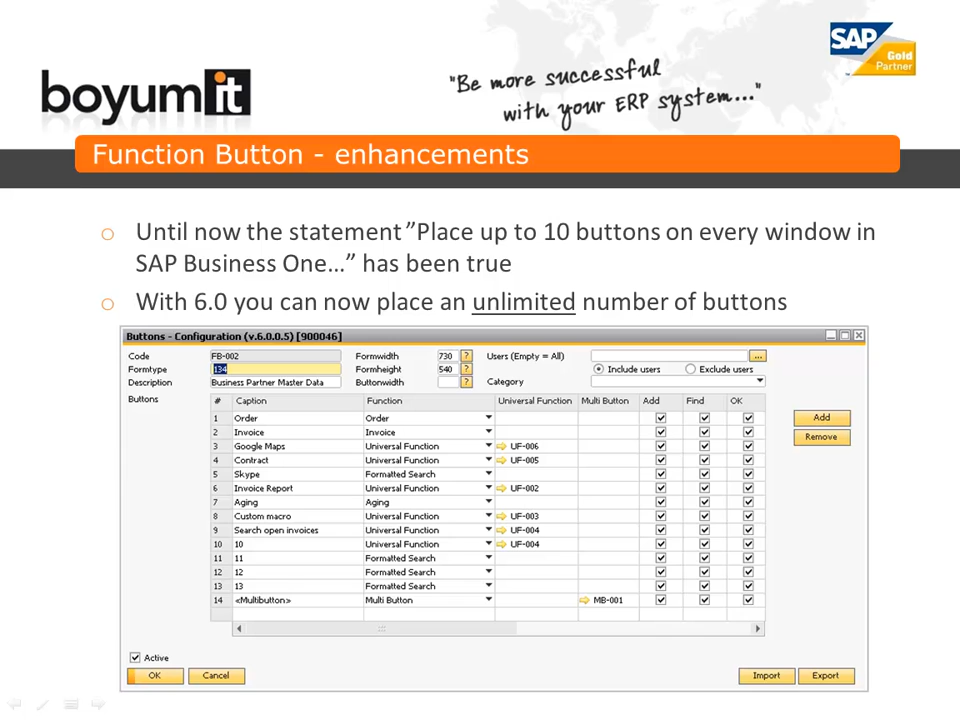 boyumit
"Be more successful
with your ERP system..."
SAP
Gold
Partner
Function Button - enhancements
o Until now the statement ”Place up to 10 buttons on every window in
SAP Business One…” has been true
o With 6.0 you can now place an unlimited number of buttons
Buttons - Configuration (v.6.0.0.5) [900046]
Code FB-002 Formwidth 730 ? Users (Empty = All) ...
Formtype 134 Formheight 540 ? Include users Exclude users
Description Business Partner Master Data Buttonwidth ? Category
Buttons # Caption Function Universal Function Multi Button Add Find OK
1 Order Order Add
2 Invoice Invoice Remove
3 Google Maps Universal Function UF-006
4 Contract Universal Function UF-005
5 Skype Formatted Search
6 Invoice Report Universal Function UF-002
7 Aging Aging
8 Custom macro Universal Function UF-003
9 Search open invoices Universal Function UF-004
10 10 Universal Function UF-004
11 11 Formatted Search
12 12 Formatted Search
13 13 Formatted Search
14 <Multibutton> Multi Button MB-001
Active
OK Cancel Import Export